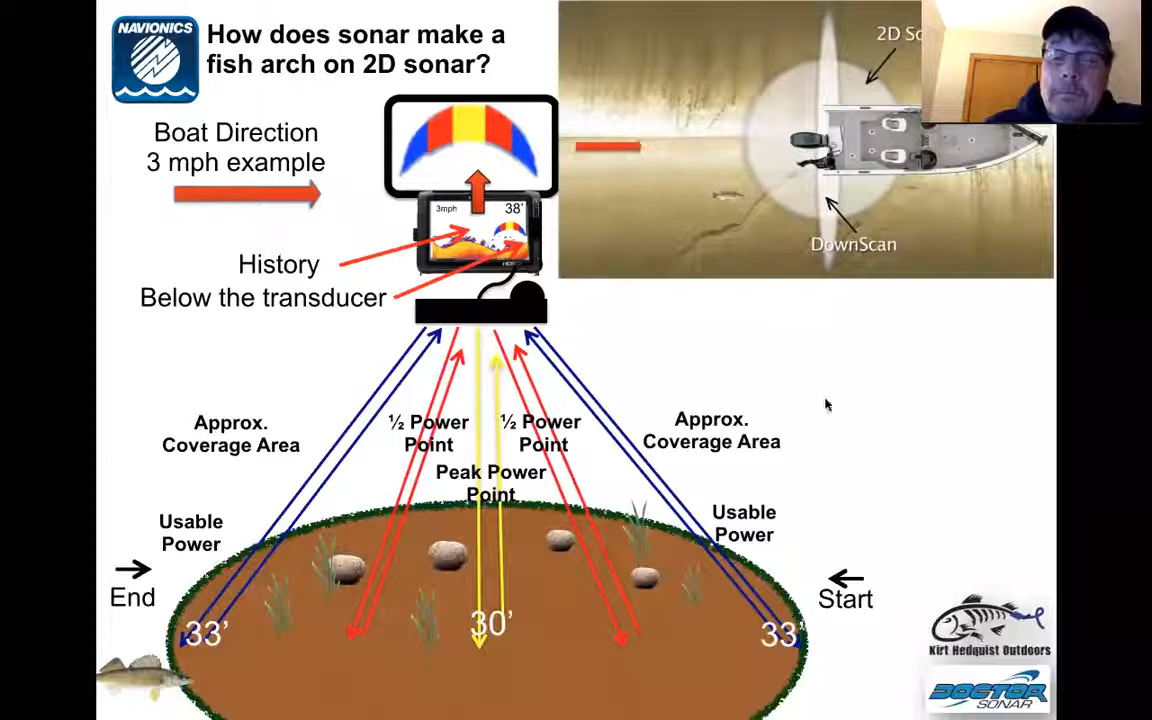 NAVIONICS
How does sonar make a
fish arch on 2D sonar?
Boat Direction
3 mph example
3mph
38'
History
Below the transducer
2D
DownScan
Approx.
Coverage Area
½ Power
Point
½ Power
Point
Approx.
Coverage Area
Peak Power
Point
Usable
Power
Usable
Power
End
Start
33'
30'
33'
Kirt Hedquist Outdoors
DOCTOR
SONAR